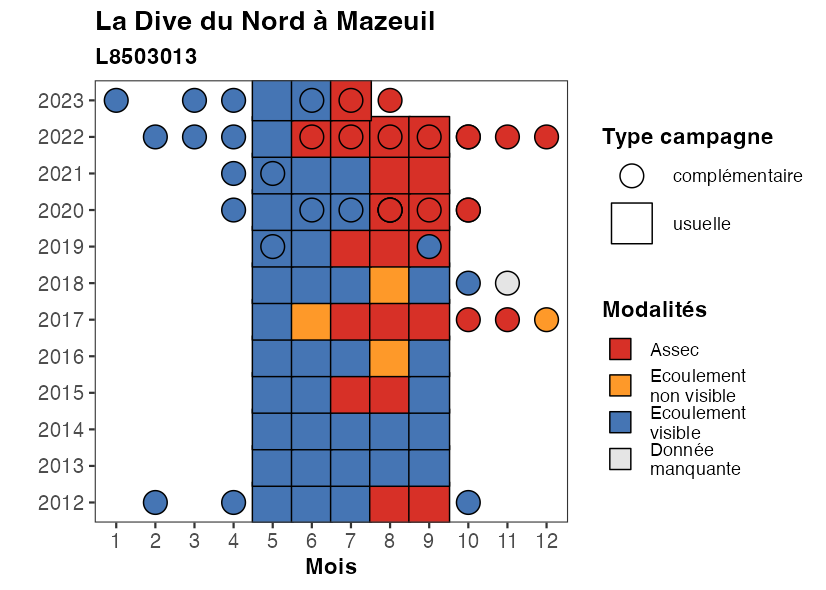 La Dive du Nord à Mazeuil
L8503013
2023
2022
2021
2020
2019
2018
2017
2016
2015
2014
2013
2012
1 2 3 4 5 6 7 8 9 10 11 12
Mois
Type campagne
complémentaire
usuelle
Modalités
Assec
Ecoulement
non visible
Ecoulement
visible
Donnée
manquante